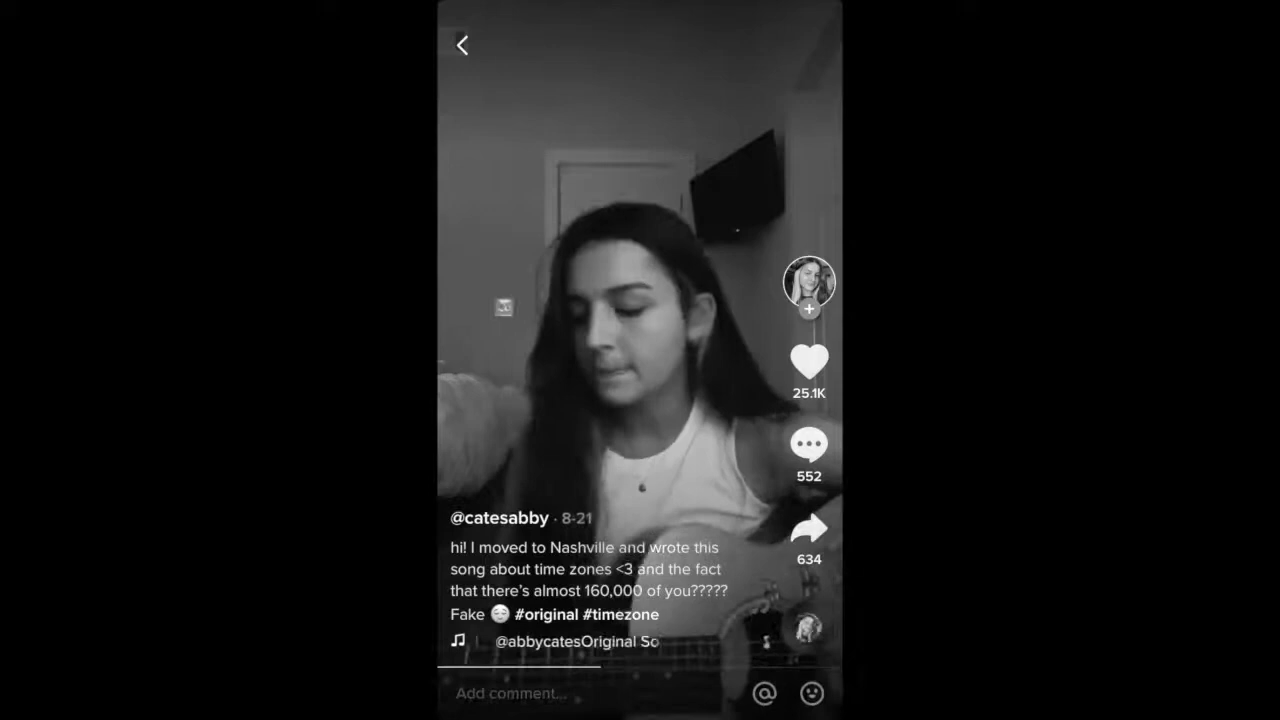 25.1K
552
634
@catesabby · 8-21
hi! I moved to Nashville and wrote this
song about time zones <3 and the fact
that there's almost 160,000 of you?????
Fake 😌 #original #timezone
@abbycatesOriginal So
Add comment...